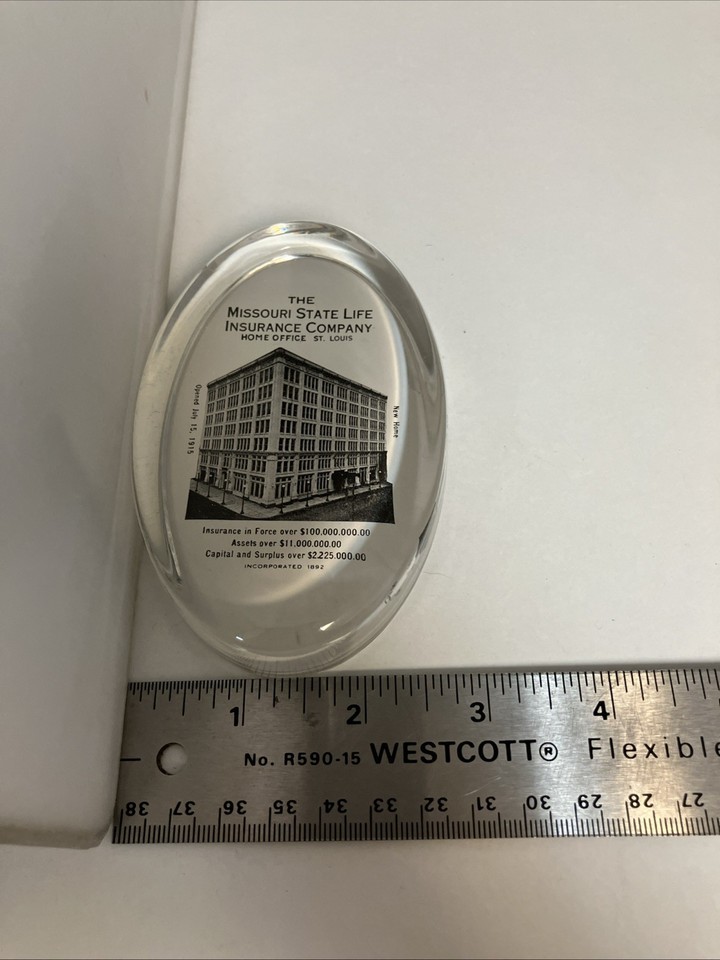 THE
MISSOURI STATE LIFE
INSURANCE COMPANY
HOME OFFICE ST. LOUIS
Opened July 15, 1915
New Home
Insurance in Force over $100,000,000.00
Assets over $11,000,000.00
Capital and Surplus over $2,225,000.00
INCORPORATED 1892
1 2 3 4
No. R590-15 WESTCOTT® Flexible
38 37 36 35 34 33 32 31 30 29 28 27